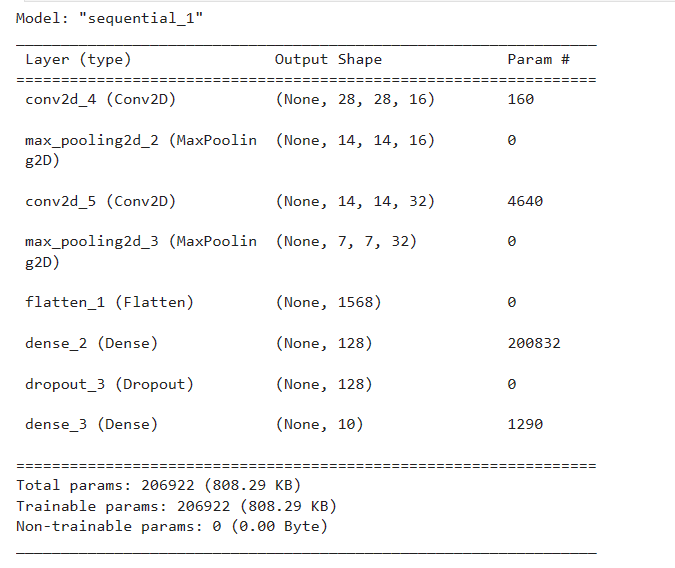 Model: "sequential_1"
_________________________________________________________________
Layer (type) Output Shape Param #
=================================================================
conv2d_4 (Conv2D) (None, 28, 28, 16) 160
max_pooling2d_2 (MaxPoolin (None, 14, 14, 16) 0
g2D)
conv2d_5 (Conv2D) (None, 14, 14, 32) 4640
max_pooling2d_3 (MaxPoolin (None, 7, 7, 32) 0
g2D)
flatten_1 (Flatten) (None, 1568) 0
dense_2 (Dense) (None, 128) 200832
dropout_3 (Dropout) (None, 128) 0
dense_3 (Dense) (None, 10) 1290
=================================================================
Total params: 206922 (808.29 KB)
Trainable params: 206922 (808.29 KB)
Non-trainable params: 0 (0.00 Byte)
_________________________________________________________________